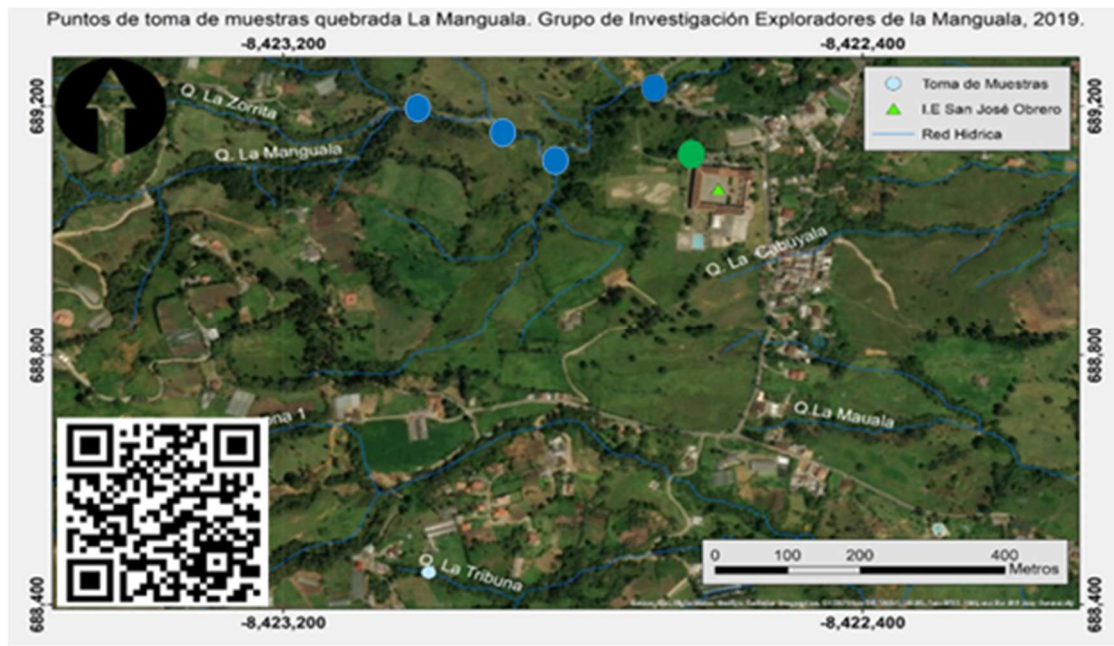 Puntos de toma de muestras quebrada La Manguala. Grupo de Investigación Exploradores de la Manguala, 2019.
-8,423,200
-8,422,400
689,200
689,200
Toma de Muestras
I.E San José Obrero
Red Hidrica
Q. La Zorrita
Q. La Manguala
Q. La Cabuyala
688,800
688,800
Q.La Mauala
1
Q. La Tribuna
0 100 200 400
Metros
688,400
688,400
-8,423,200
-8,422,400